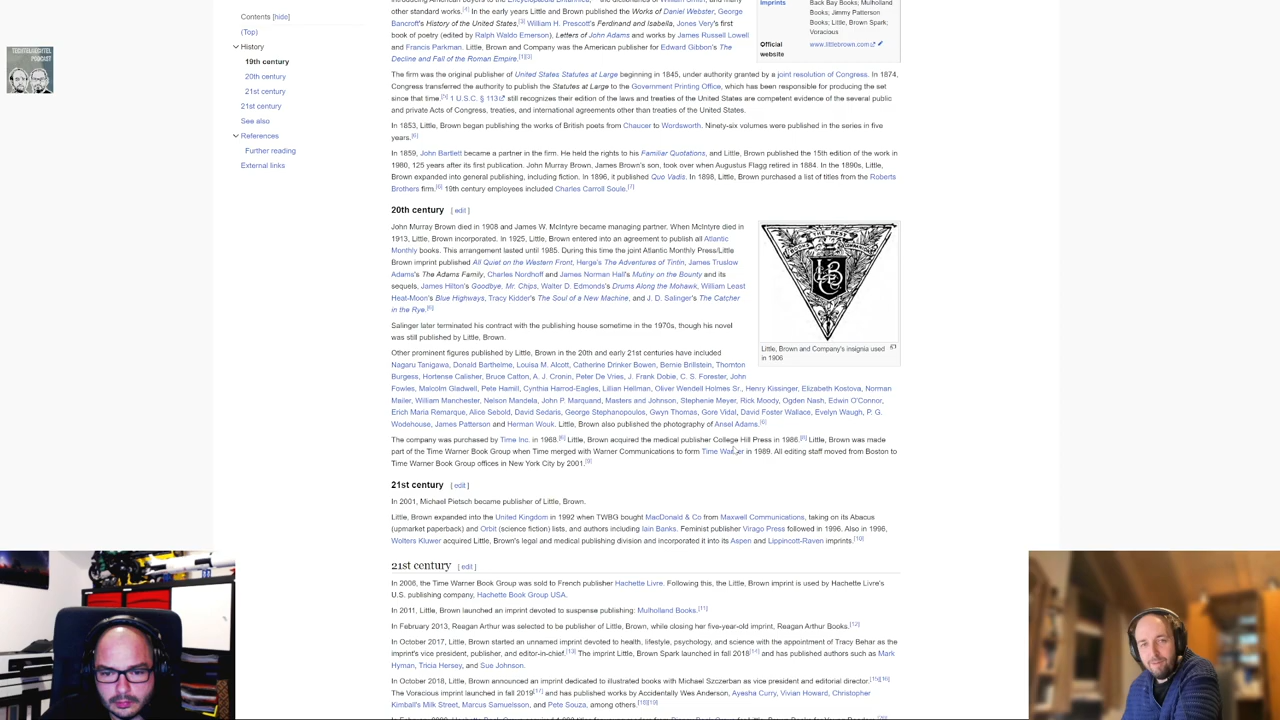 Contents [hide]
(Top)
History
19th century
20th century
21st century
21st century
See also
References
Further reading
External links
TECHTELMECHTEL
PODCAST
other standard works.[4] In the early years Little and Brown published the Works of Daniel Webster, George
Bancroft's History of the United States,[3] William H. Prescott's Ferdinand and Isabella, Jones Very's first
book of poetry (edited by Ralph Waldo Emerson), Letters of John Adams and works by James Russell Lowell
and Francis Parkman. Little, Brown and Company was the American publisher for Edward Gibbon's The
Decline and Fall of the Roman Empire.[1][3]
Imprints
Back Bay Books; Mulholland
Books; Jimmy Patterson
Books; Little, Brown Spark;
Voracious
Official
website
www.littlebrown.com
The firm was the original publisher of United States Statutes at Large beginning in 1845, under authority granted by a joint resolution of Congress. In 1874,
Congress transferred the authority to publish the Statutes at Large to the Government Printing Office, which has been responsible for producing the set
since that time.[5] 1 U.S.C. § 113 still recognizes their edition of the laws and treaties of the United States are competent evidence of the several public
and private Acts of Congress, treaties, and international agreements other than treaties of the United States.
In 1853, Little, Brown began publishing the works of British poets from Chaucer to Wordsworth. Ninety-six volumes were published in the series in five
years.[6]
In 1859, John Bartlett became a partner in the firm. He held the rights to his Familiar Quotations, and Little, Brown published the 15th edition of the work in
1980, 125 years after its first publication. John Murray Brown, James Brown's son, took over when Augustus Flagg retired in 1884. In the 1890s, Little,
Brown expanded into general publishing, including fiction. In 1896, it published Quo Vadis. In 1898, Little, Brown purchased a list of titles from the Roberts
Brothers firm.[6] 19th century employees included Charles Carroll Soule.[7]
20th century [ edit ]
John Murray Brown died in 1908 and James W. McIntyre became managing partner. When McIntyre died in
1913, Little, Brown incorporated. In 1925, Little, Brown entered into an agreement to publish all Atlantic
Monthly books. This arrangement lasted until 1985. During this time the joint Atlantic Monthly Press/Little
Brown imprint published All Quiet on the Western Front, Herge's The Adventures of Tintin, James Truslow
Adams's The Adams Family, Charles Nordhoff and James Norman Hall's Mutiny on the Bounty and its
sequels, James Hilton's Goodbye, Mr. Chips, Walter D. Edmonds's Drums Along the Mohawk, William Least
Heat-Moon's Blue Highways, Tracy Kidder's The Soul of a New Machine, and J. D. Salinger's The Catcher
in the Rye.[6]
Salinger later terminated his contract with the publishing house sometime in the 1970s, though his novel
was still published by Little, Brown.
Little, Brown and Company's insignia used
in 1906
Other prominent figures published by Little, Brown in the 20th and early 21st centuries have included
Nagaru Tanigawa, Donald Barthelme, Louisa M. Alcott, Catherine Drinker Bowen, Bernie Brillstein, Thornton
Burgess, Hortense Calisher, Bruce Catton, A. J. Cronin, Peter De Vries, J. Frank Dobie, C. S. Forester, John
Fowles, Malcolm Gladwell, Pete Hamill, Cynthia Harrod-Eagles, Lillian Hellman, Oliver Wendell Holmes Sr., Henry Kissinger, Elizabeth Kostova, Norman
Mailer, William Manchester, Nelson Mandela, John P. Marquand, Masters and Johnson, Stephenie Meyer, Rick Moody, Ogden Nash, Edwin O'Connor,
Erich Maria Remarque, Alice Sebold, David Sedaris, George Stephanopoulos, Gwyn Thomas, Gore Vidal, David Foster Wallace, Evelyn Waugh, P. G.
Wodehouse, James Patterson and Herman Wouk. Little, Brown also published the photography of Ansel Adams.[6]
The company was purchased by Time Inc. in 1968.[6] Little, Brown acquired the medical publisher College Hill Press in 1986.[8] Little, Brown was made
part of the Time Warner Book Group when Time merged with Warner Communications to form Time Warner in 1989. All editing staff moved from Boston to
Time Warner Book Group offices in New York City by 2001.[9]
21st century [ edit ]
In 2001, Michael Pietsch became publisher of Little, Brown.
Little, Brown expanded into the United Kingdom in 1992 when TWBG bought MacDonald & Co from Maxwell Communications, taking on its Abacus
(upmarket paperback) and Orbit (science fiction) lists, and authors including Iain Banks. Feminist publisher Virago Press followed in 1996. Also in 1996,
Wolters Kluwer acquired Little, Brown's legal and medical publishing division and incorporated it into its Aspen and Lippincott-Raven imprints.[10]
21st century [ edit ]
In 2006, the Time Warner Book Group was sold to French publisher Hachette Livre. Following this, the Little, Brown imprint is used by Hachette Livre's
U.S. publishing company, Hachette Book Group USA.
In 2011, Little, Brown launched an imprint devoted to suspense publishing: Mulholland Books.[11]
In February 2013, Reagan Arthur was selected to be publisher of Little, Brown, while closing her five-year-old imprint, Reagan Arthur Books.[12]
In October 2017, Little, Brown started an unnamed imprint devoted to health, lifestyle, psychology, and science with the appointment of Tracy Behar as the
imprint's vice president, publisher, and editor-in-chief.[13] The imprint Little, Brown Spark launched in fall 2018[14] and has published authors such as Mark
Hyman, Tricia Hersey, and Sue Johnson.
In October 2018, Little, Brown announced an imprint dedicated to illustrated books with Michael Szczerban as vice president and editorial director.[15][16]
The Voracious imprint launched in fall 2019[17] and has published works by Accidentally Wes Anderson, Ayesha Curry, Vivian Howard, Christopher
Kimball's Milk Street, Marcus Samuelsson, and Pete Souza, among others.[18][19]